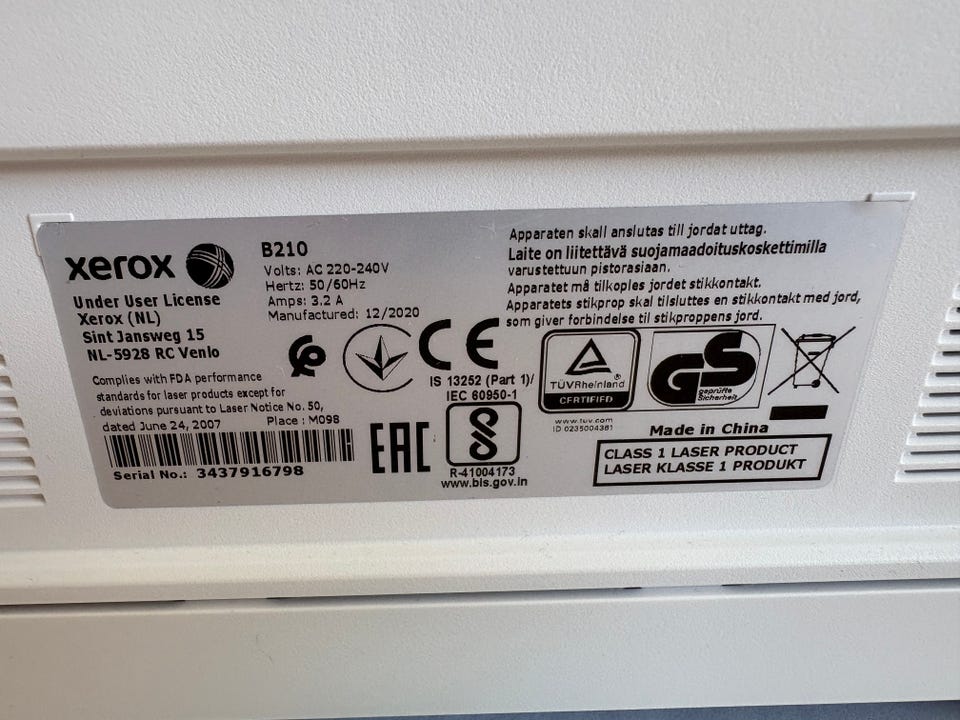 xerox
Under User License
Xerox (NL)
Sint Jansweg 15
NL-5928 RC Venlo
Complies with FDA performance
standards for laser products except for
deviations pursuant to Laser Notice No. 50,
dated June 24, 2007
Place : M098
Serial No.: 3437916798
B210
Volts: AC 220-240V
Hertz: 50/60Hz
Amps: 3.2 A
Manufactured: 12/2020
CE
IS 13252 (Part 1)/
IEC 60950-1
EAC
R-41004173
www.bis.gov.in
Apparaten skall anslutas till jordat uttag.
Laite on liitettävä suojamaadoituskoskettimilla
varustettuun pistorasiaan.
Apparatet må tilkoples jordet stikkontakt.
Apparatets stikprop skal tilsluttes en stikkontakt med jord,
som giver forbindelse til stikproppens jord.
TÜVRheinland
®
CERTIFIED
www.tuv.com
ID 0235004381
GS
geprüfte
Sicherheit
Made in China
CLASS 1 LASER PRODUCT
LASER KLASSE 1 PRODUKT